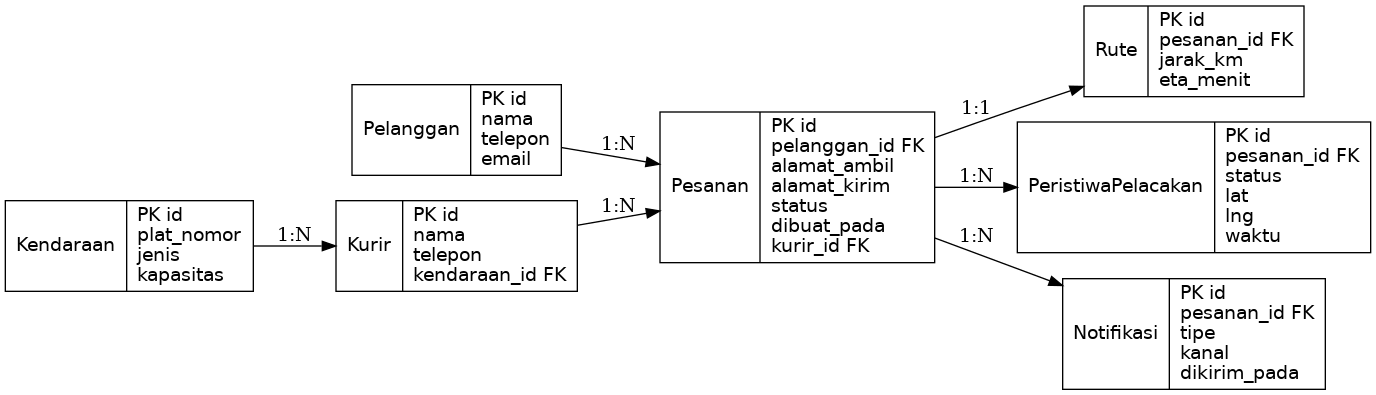 Kendaraan
PK id
plat_nomor
jenis
kapasitas
1:N
Kurir
PK id
nama
telepon
kendaraan_id FK
1:N
Pelanggan
PK id
nama
telepon
email
1:N
Pesanan
PK id
pelanggan_id FK
alamat_ambil
alamat_kirim
status
dibuat_pada
kurir_id FK
1:1
Rute
PK id
pesanan_id FK
jarak_km
eta_menit
1:N
PeristiwaPelacakan
PK id
pesanan_id FK
status
lat
lng
waktu
1:N
Notifikasi
PK id
pesanan_id FK
tipe
kanal
dikirim_pada